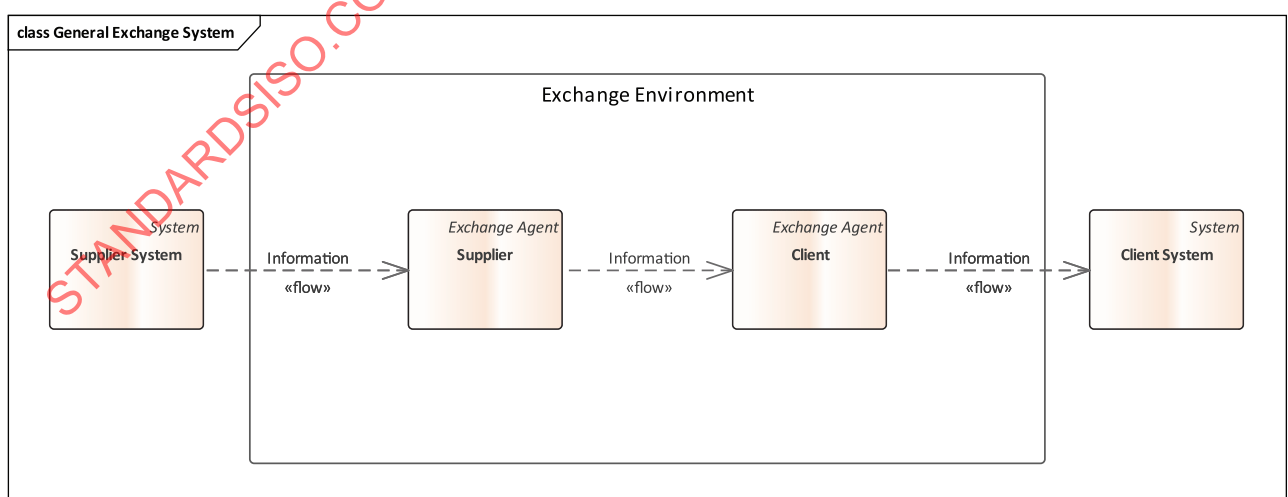 class General Exchange System
Exchange Environment
System
Supplier System
Information
«flow»
Exchange Agent
Supplier
Information
«flow»
Exchange Agent
Client
Information
«flow»
System
Client System
STANDARDSISO.CO